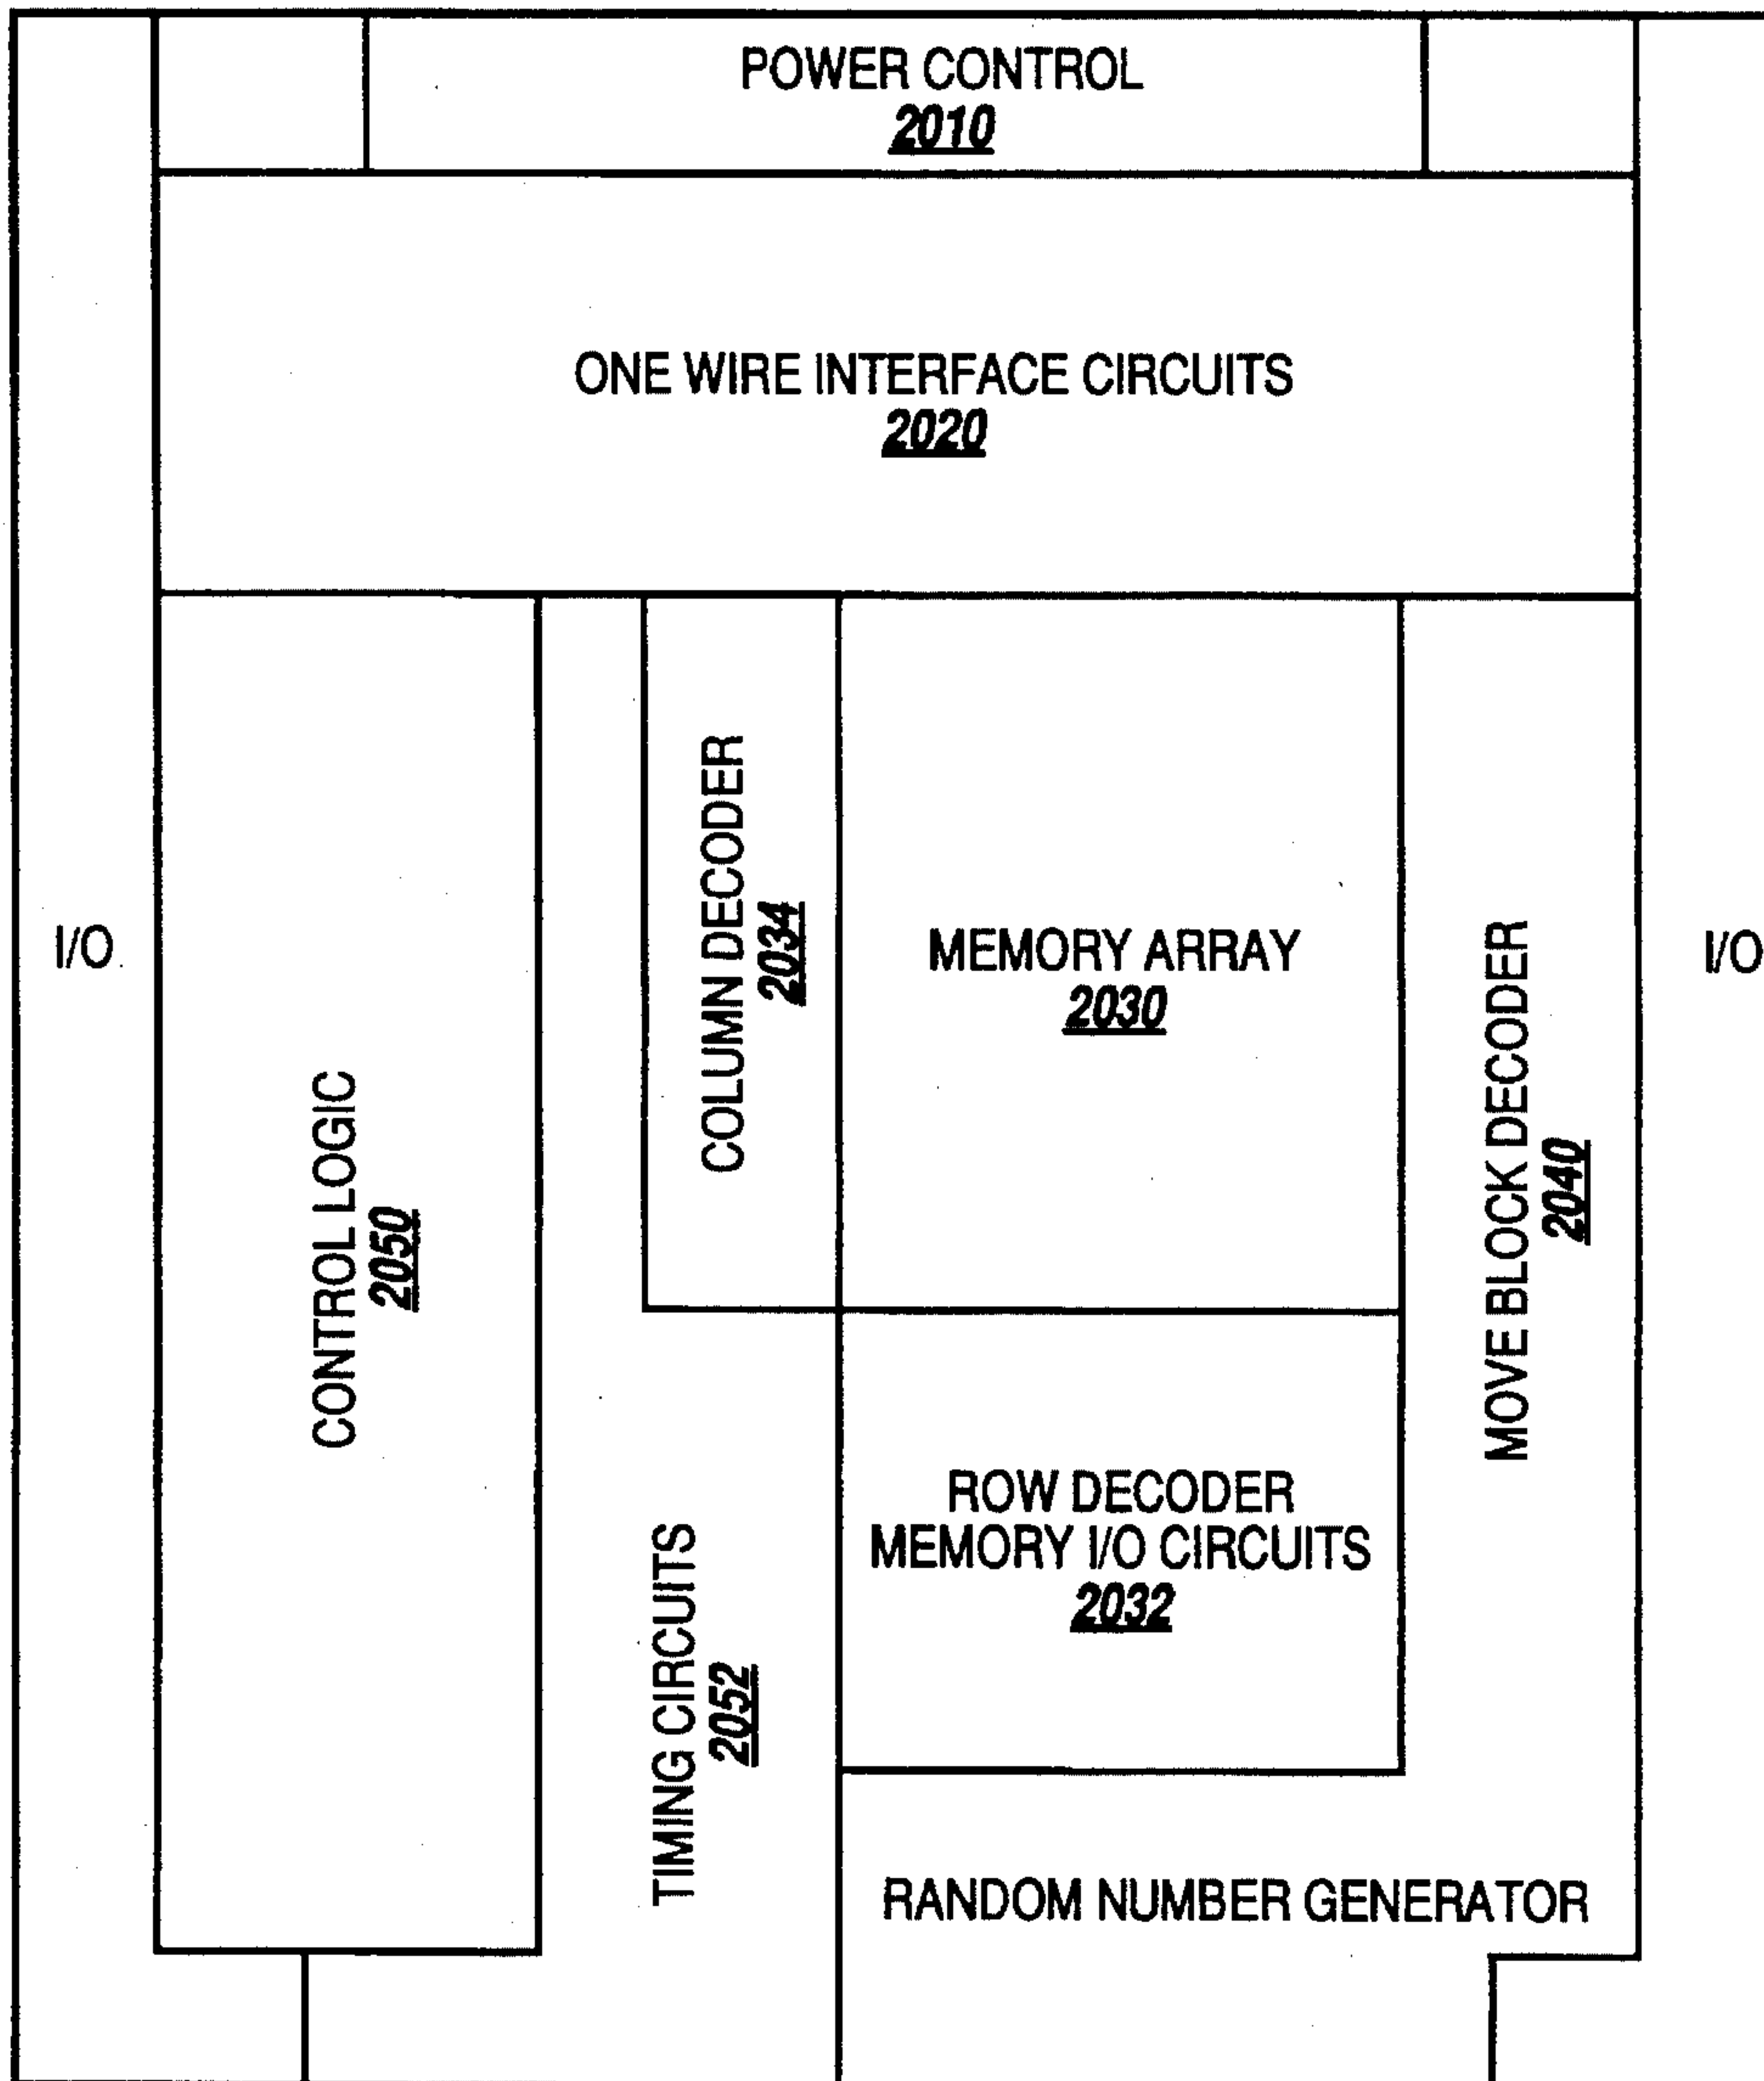 POWER CONTROL
2010
ONE WIRE INTERFACE CIRCUITS
2020
I/O
CONTROL LOGIC
2050
COLUMN DECODER
2034
MEMORY ARRAY
2030
MOVE BLOCK DECODER
2040
I/O
TIMING CIRCUITS
2052
ROW DECODER
MEMORY I/O CIRCUITS
2032
RANDOM NUMBER GENERATOR